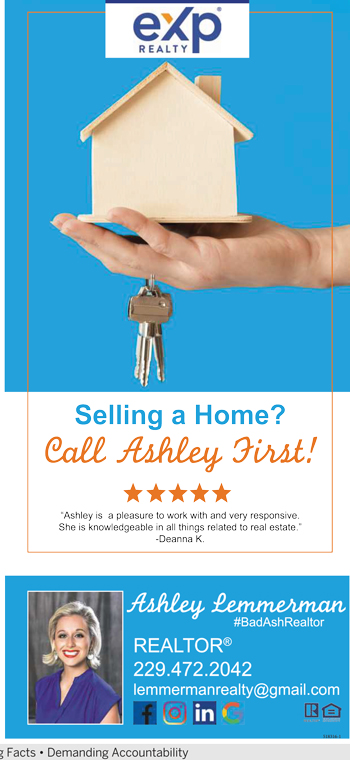 eXp
REALTY
Selling a Home?
Call Ashley First!
“Ashley is a pleasure to work with and very responsive.
She is knowledgeable in all things related to real estate.”
-Deanna K.
Ashley Lemmerman
#BadAshRealtor
REALTOR®
229.472.2042
lemmermanrealty@gmail.com
g Facts • Demanding Accountability